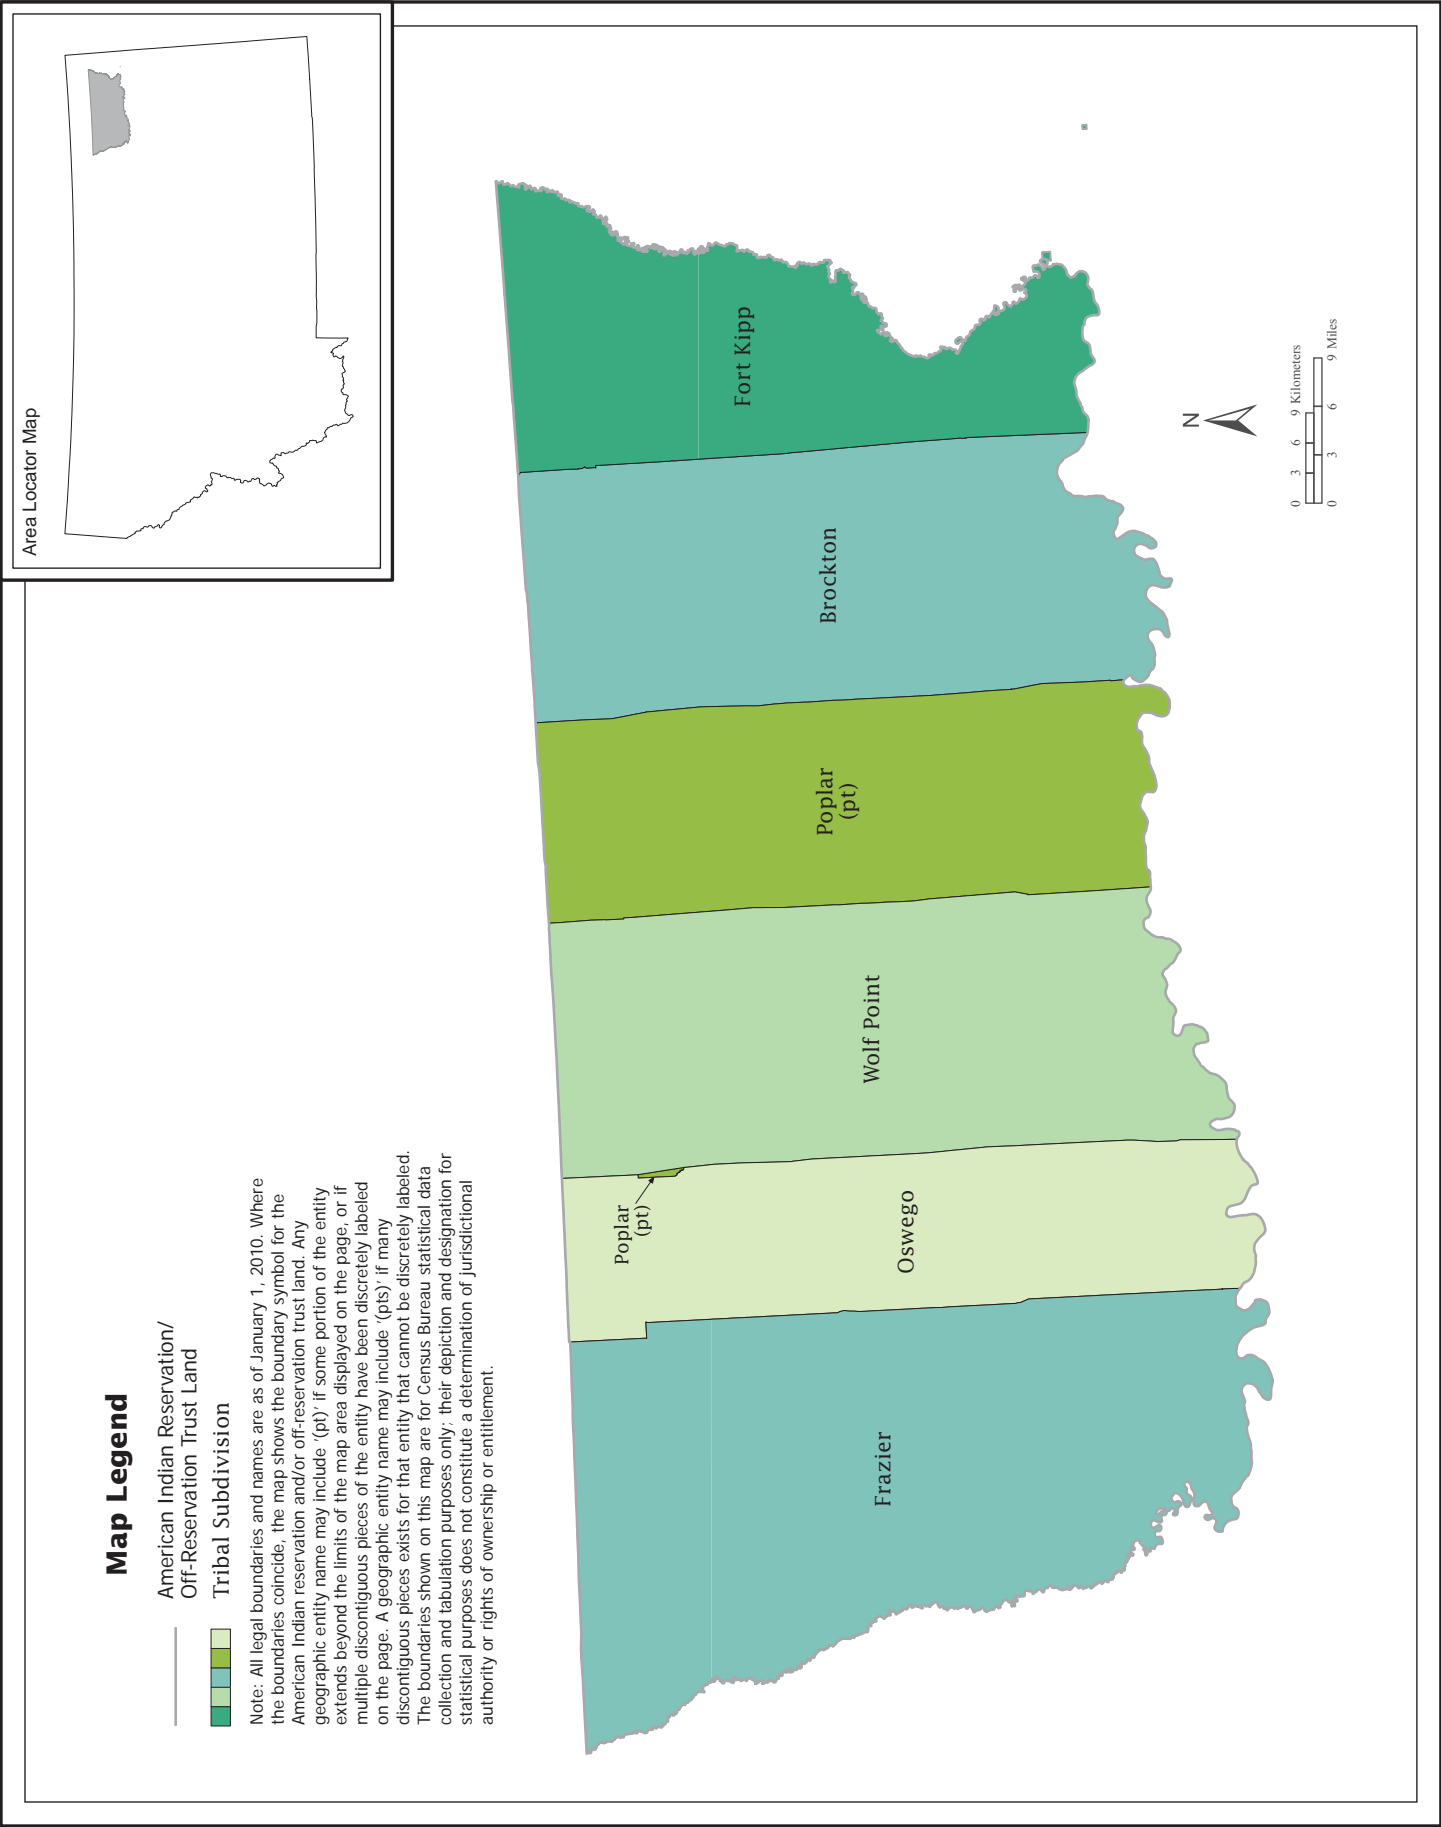 Map Legend
American Indian Reservation/
Off-Reservation Trust Land
Tribal Subdivision
Note: All legal boundaries and names are as of January 1, 2010. Where
the boundaries coincide, the map shows the boundary symbol for the
American Indian reservation and/or off-reservation trust land. Any
geographic entity name may include '(pt)' if some portion of the entity
extends beyond the limits of the map area displayed on the page, or if
multiple discontiguous pieces of the entity have been discretely labeled
on the page. A geographic entity name may include '(pts)' if many
discontiguous pieces exists for that entity that cannot be discretely labeled.
The boundaries shown on this map are for Census Bureau statistical data
collection and tabulation purposes only; their depiction and designation for
statistical purposes does not constitute a determination of jurisdictional
authority or rights of ownership or entitlement.
Area Locator Map
Poplar
(pt)
Frazier
Oswego
Wolf Point
Poplar
(pt)
Brockton
Fort Kipp
N
0 3 6 9 Kilometers
0 3 6 9 Miles